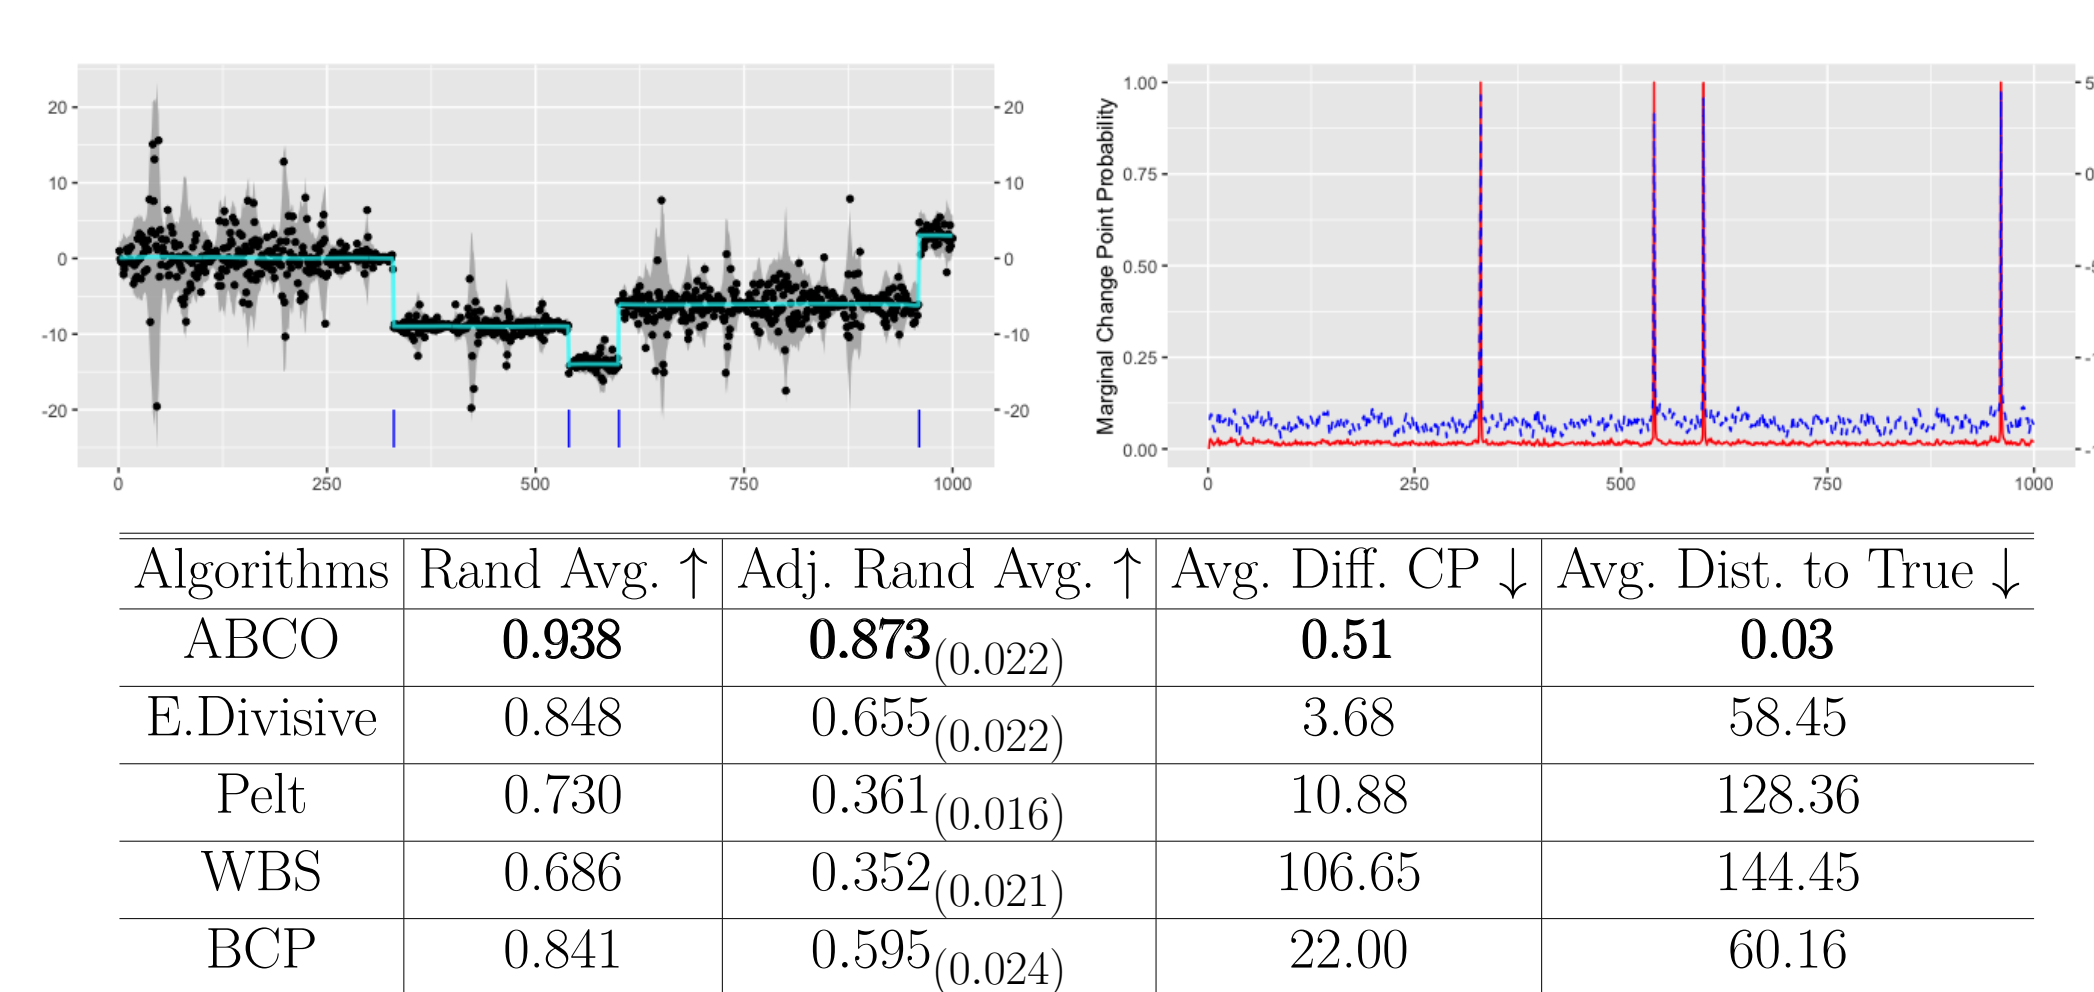 20 20
10 10
0 0
-10 -10
-20 -20
0 250 500 750 1000
Marginal Change Point Probability
1.00
0.75
0.50
0.25
0.00
0 250 500 750 1000
Algorithms Rand Avg. ↑ Adj. Rand Avg. ↑ Avg. Diff. CP ↓ Avg. Dist. to True ↓
ABCO 0.938 0.873(0.022) 0.51 0.03
E.Divisive 0.848 0.655(0.022) 3.68 58.45
Pelt 0.730 0.361(0.016) 10.88 128.36
WBS 0.686 0.352(0.021) 106.65 144.45
BCP 0.841 0.595(0.024) 22.00 60.16